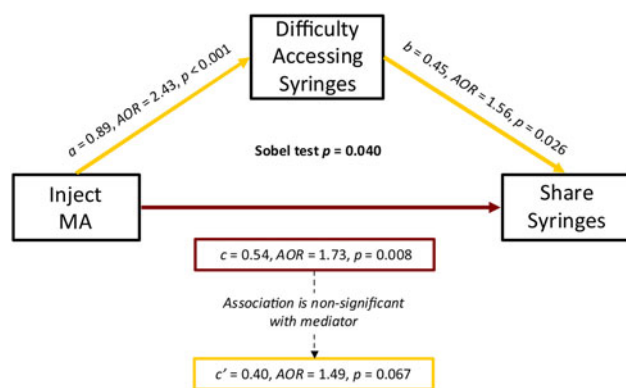 Difficulty
Accessing
Syringes
a = 0.89, AOR = 2.43, p < 0.001
b = 0.45, AOR = 1.56, p = 0.026
Sobel test p = 0.040
Inject
MA
Share
Syringes
c = 0.54, AOR = 1.73, p = 0.008
Association is non-significant
with mediator
c' = 0.40, AOR = 1.49, p = 0.067